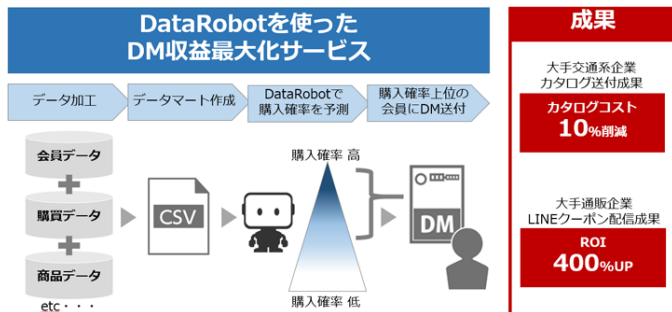 DataRobotを使った
DM収益最大化サービス
データ加工
データマート作成
DataRobotで
購入確率を予測
購入確率上位の
会員にDM送付
会員データ
購買データ
商品データ
etc・・・
CSV
購入確率 高
購入確率 低
DM
成果
大手交通系企業
カタログ送付成果
カタログコスト
10%削減
大手通販企業
LINEクーポン配信成果
ROI
400%UP